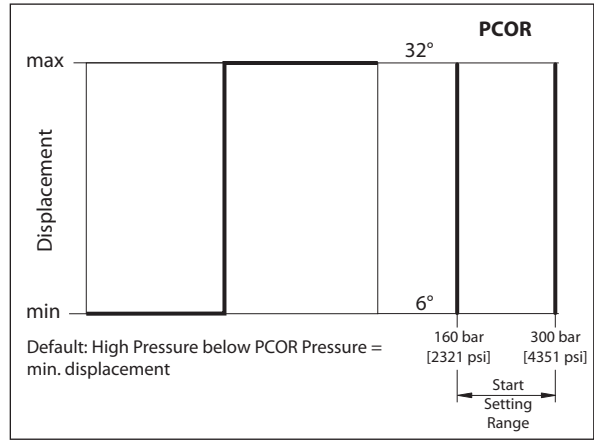 PCOR
max
32°
Displacement
min
6°
Default: High Pressure below PCOR Pressure =
min. displacement
160 bar
[2321 psi]
300 bar
[4351 psi]
Start
Setting
Range